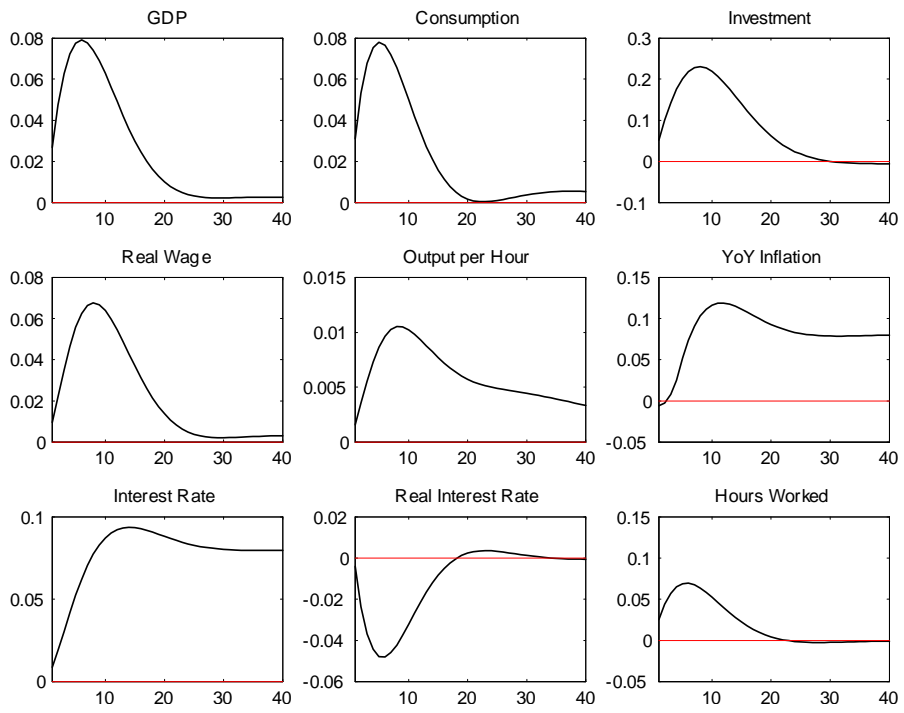 GDP
0.08
0.06
0.04
0.02
0
10 20 30 40
Consumption
0.08
0.06
0.04
0.02
0
10 20 30 40
Investment
0.3
0.2
0.1
0
-0.1
10 20 30 40
Real Wage
0.08
0.06
0.04
0.02
0
10 20 30 40
Output per Hour
0.015
0.01
0.005
0
10 20 30 40
YoY Inflation
0.15
0.10
0.05
0
-0.05
10 20 30 40
Interest Rate
0.1
0.05
0
10 20 30 40
Real Interest Rate
0.02
0
-0.02
-0.04
-0.06
10 20 30 40
Hours Worked
0.15
0.10
0.05
0
-0.05
10 20 30 40